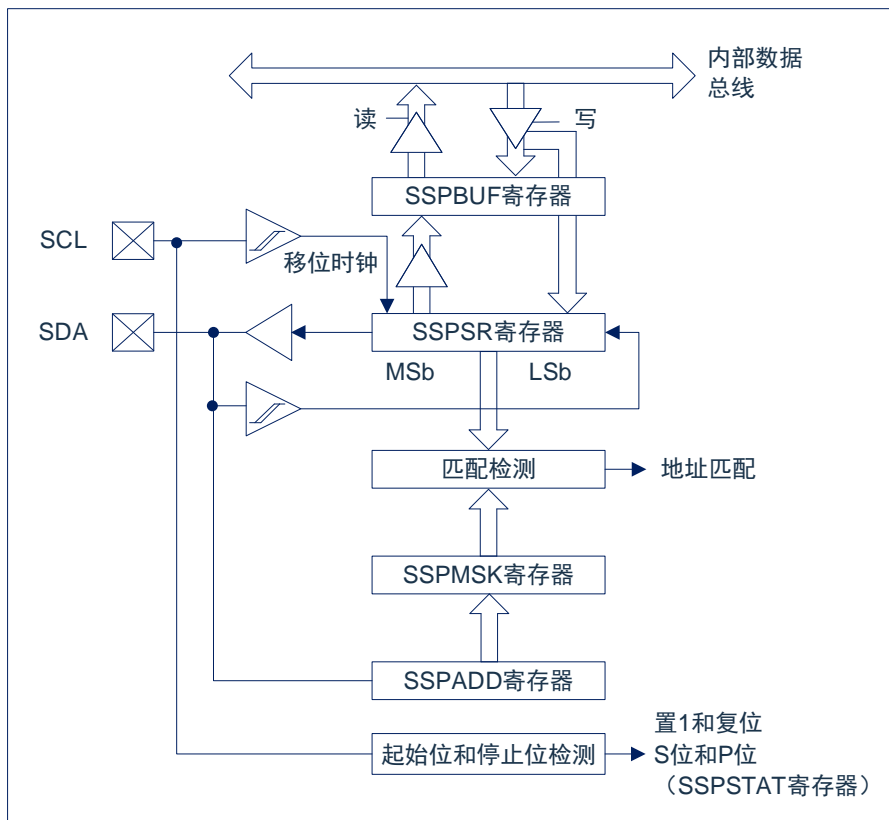 内部数据
总线
读
写
SSPBUF寄存器
SCL
移位时钟
SDA
SSPSR寄存器
MSb
LSb
匹配检测
地址匹配
SSPMSK寄存器
SSPADD寄存器
起始位和停止位检测
置1和复位
S位和P位
（SSPSTAT寄存器）